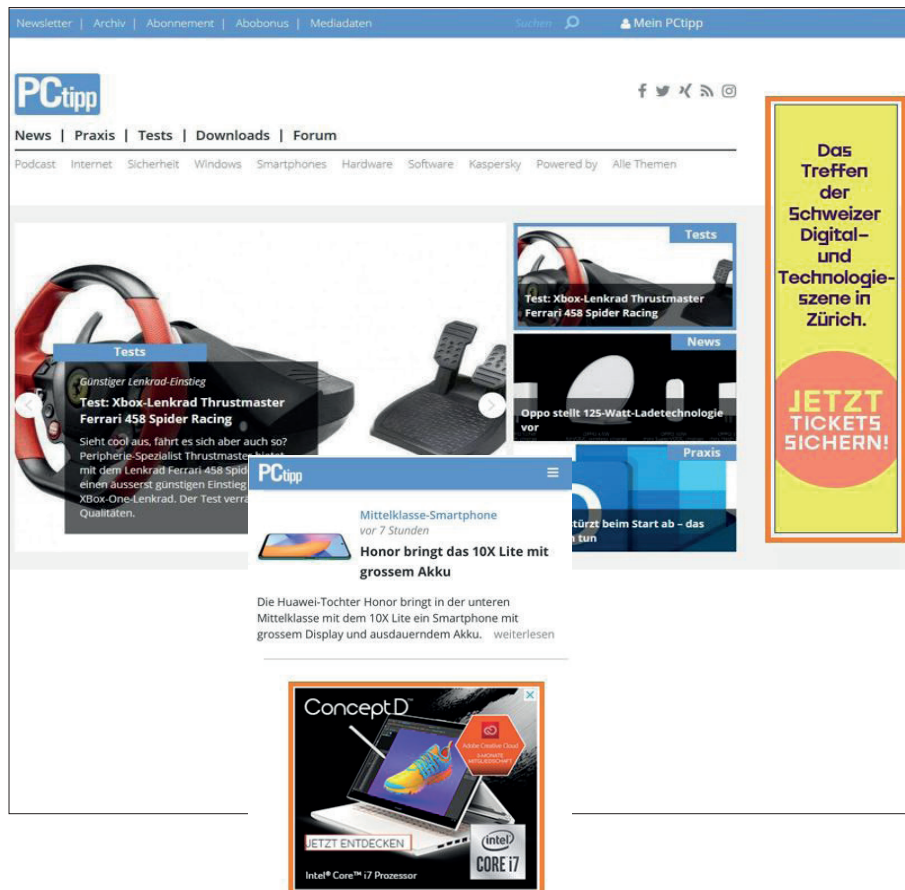 Newsletter | Archiv | Abonnement | Abobonus | Mediadaten
Suchen
Mein PCtipp
PCtipp
News | Praxis | Tests | Downloads | Forum
Podcast Internet Sicherheit Windows Smartphones Hardware Software Kaspersky Powered by Alle Themen
Tests
Günstiger Lenkrad-Einstieg
Test: Xbox-Lenkrad Thrustmaster
Ferrari 458 Spider Racing
Sieht cool aus, fährt es sich aber auch so?
Peripherie-Spezialist Thrustmaster bietet
mit dem Lenkrad Ferrari 458 Spider
einen äusserst günstigen Einstieg
XBox-One-Lenkrad. Der Test verrä
Qualitäten.
Tests
Test: Xbox-Lenkrad Thrustmaster
Ferrari 458 Spider Racing
News
Oppo stellt 125-Watt-Ladetechnologie
vor
Praxis
stürzt beim Start ab – das
n tun
Das
Treffen
der
Schweizer
Digital–
und
Technologie-
szene in
Zürich.
JETZT
TICKETS
SICHERN!
PCtipp
Mittelklasse-Smartphone
vor 7 Stunden
Honor bringt das 10X Lite mit
grossem Akku
Die Huawei-Tochter Honor bringt in der unteren
Mittelklasse mit dem 10X Lite ein Smartphone mit
grossem Display und ausdauerndem Akku. weiterlesen
ConceptD™
Adobe Creative Cloud
MITGLIEDSCHAFT
JETZT ENTDECKEN
intel
CORE i7
Intel® Core™ i7 Prozessor